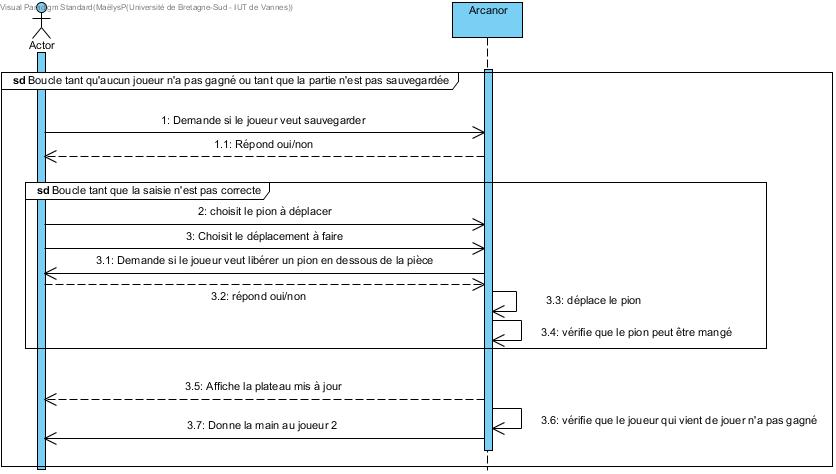 Visual Paradigm Standard(MaëlysP(Université de Bretagne-Sud - IUT de Vannes))
Arcanor
Actor
sd Boucle tant qu'aucun joueur n'a pas gagné ou tant que la partie n'est pas sauvegardée
1: Demande si le joueur veut sauvegarder
1.1: Répond oui/non
sd Boucle tant que la saisie n'est pas correcte
2: choisit le pion à déplacer
3: Choisit le déplacement à faire
3.1: Demande si le joueur veut libérer un pion en dessous de la pièce
3.2: répond oui/non
3.3: déplace le pion
3.4: vérifie que le pion peut être mangé
3.5: Affiche la plateau mis à jour
3.6: vérifie que le joueur qui vient de jouer n'a pas gagné
3.7: Donne la main au joueur 2